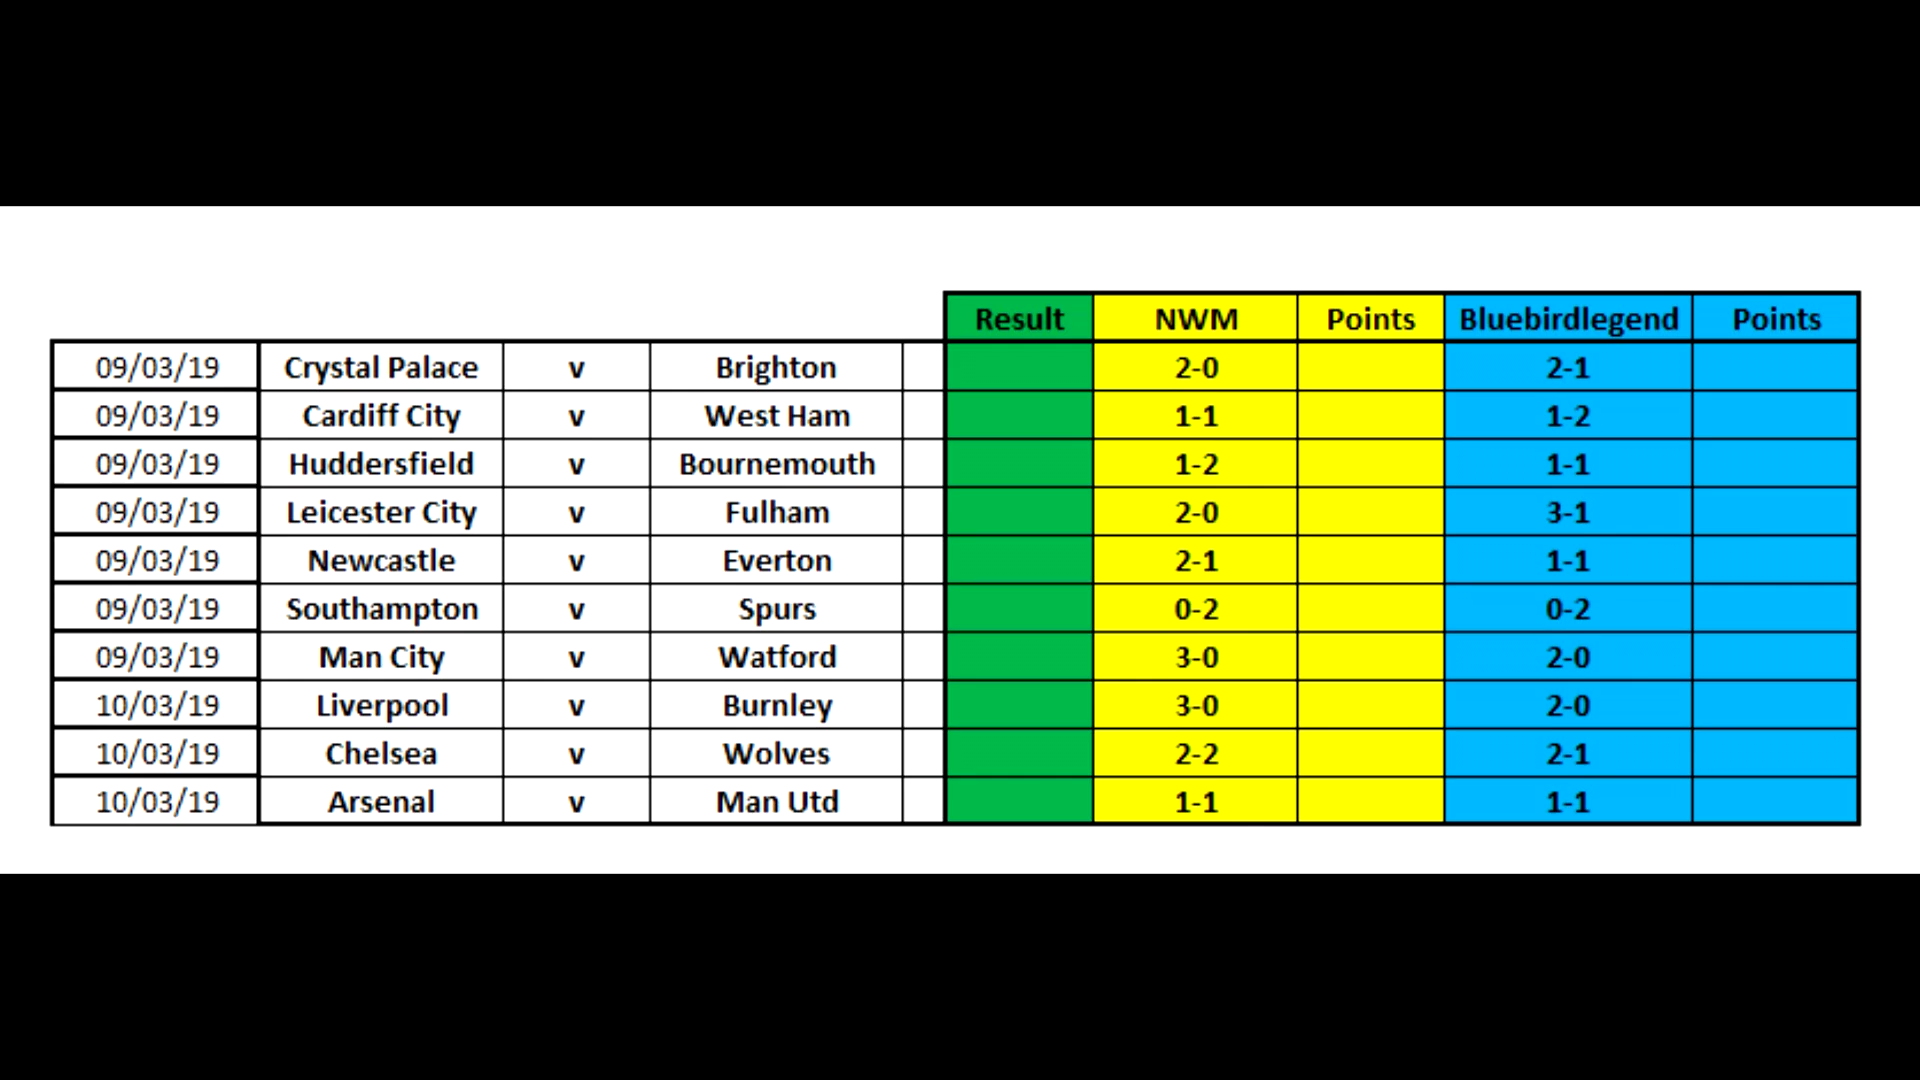 Result NWM Points Bluebirdlegend Points
09/03/19 Crystal Palace v Brighton 2-0 2-1
09/03/19 Cardiff City v West Ham 1-1 1-2
09/03/19 Huddersfield v Bournemouth 1-2 1-1
09/03/19 Leicester City v Fulham 2-0 3-1
09/03/19 Newcastle v Everton 2-1 1-1
09/03/19 Southampton v Spurs 0-2 0-2
09/03/19 Man City v Watford 3-0 2-0
10/03/19 Liverpool v Burnley 3-0 2-0
10/03/19 Chelsea v Wolves 2-2 2-1
10/03/19 Arsenal v Man Utd 1-1 1-1